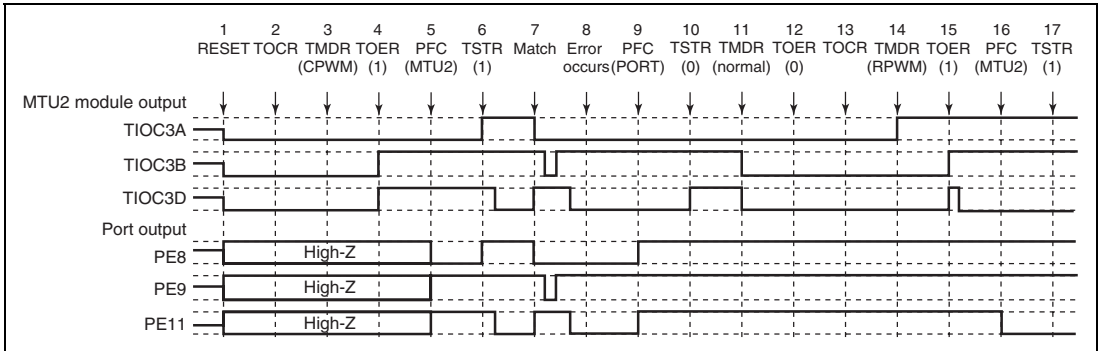 1 2 3 4 5 6 7 8 9 10 11 12 13 14 15 16 17
RESET TOCR TMDR TOER PFC TSTR Match Error PFC TSTR TMDR TOER TOCR TMDR TOER PFC TSTR
(CPWM) (1) (MTU2) (1) occurs (PORT) (0) (normal) (0) (RPWM) (1) (MTU2) (1)
MTU2 module output
TIOC3A
TIOC3B
TIOC3D
Port output
PE8 High-Z
PE9 High-Z
PE11 High-Z